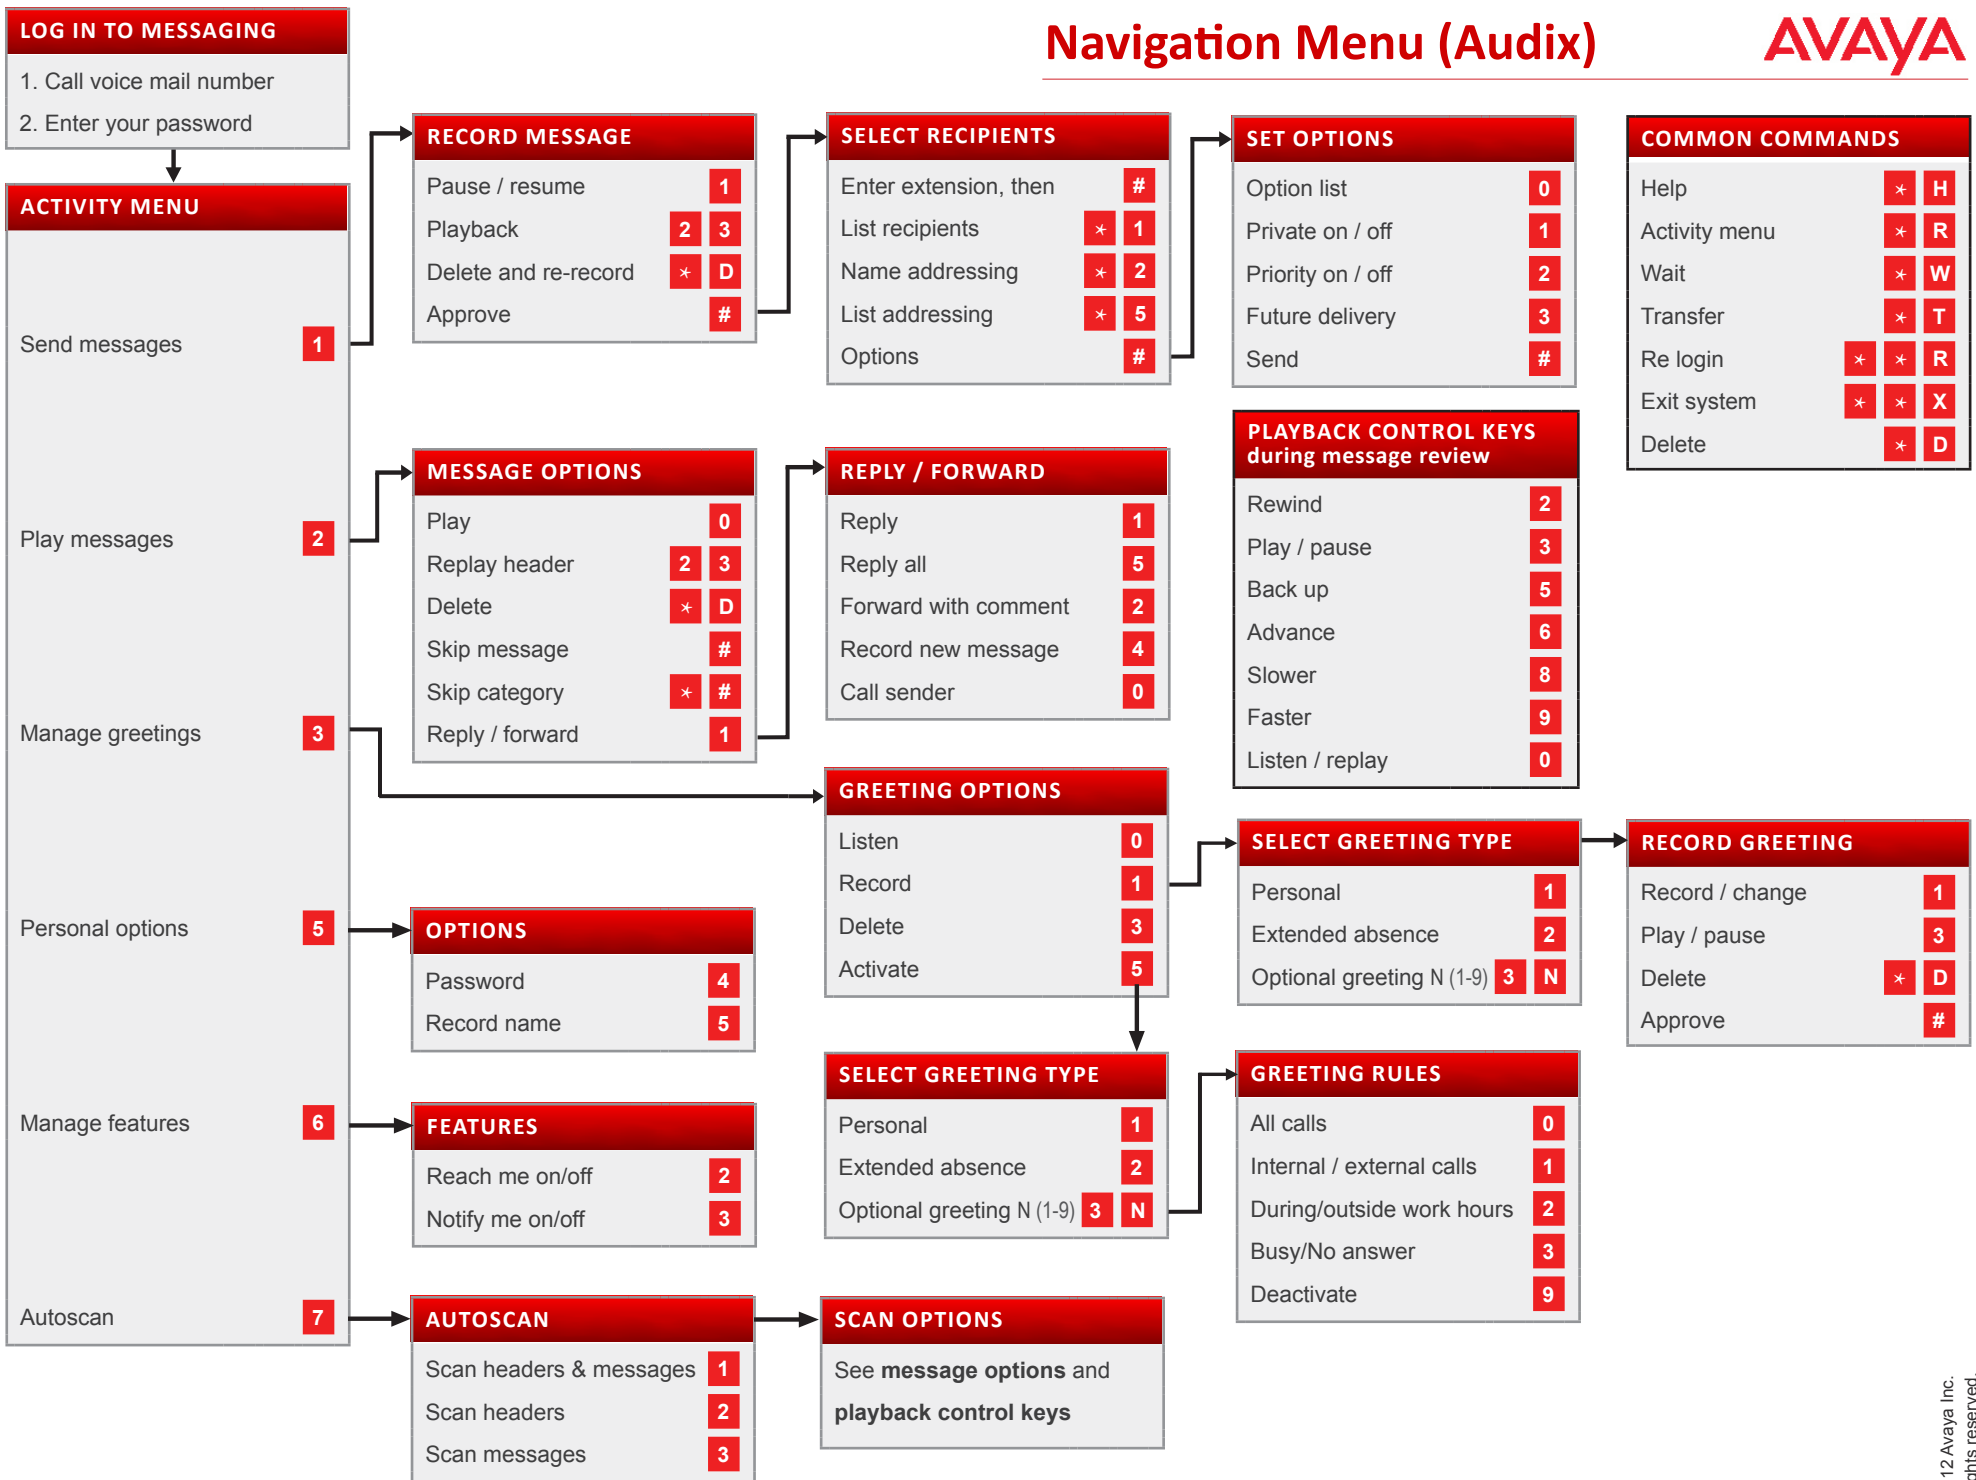 Navigation Menu (Audix)
AVAYA
LOG IN TO MESSAGING
1. Call voice mail number
2. Enter your password
ACTIVITY MENU
Send messages 1
Play messages 2
Manage greetings 3
Personal options 5
Manage features 6
Autoscan 7
RECORD MESSAGE
Pause / resume 1
Playback 2 3
Delete and re-record * D
Approve #
SELECT RECIPIENTS
Enter extension, then #
List recipients * 1
Name addressing * 2
List addressing * 5
Options #
SET OPTIONS
Option list 0
Private on / off 1
Priority on / off 2
Future delivery 3
Send #
COMMON COMMANDS
Help * H
Activity menu * R
Wait * W
Transfer * T
Re login * * R
Exit system * * X
Delete * D
MESSAGE OPTIONS
Play 0
Replay header 2 3
Delete * D
Skip message #
Skip category * #
Reply / forward 1
REPLY / FORWARD
Reply 1
Reply all 5
Forward with comment 2
Record new message 4
Call sender 0
PLAYBACK CONTROL KEYS
during message review
Rewind 2
Play / pause 3
Back up 5
Advance 6
Slower 8
Faster 9
Listen / replay 0
GREETING OPTIONS
Listen 0
Record 1
Delete 3
Activate 5
SELECT GREETING TYPE
Personal 1
Extended absence 2
Optional greeting N (1-9) 3 N
RECORD GREETING
Record / change 1
Play / pause 3
Delete * D
Approve #
OPTIONS
Password 4
Record name 5
SELECT GREETING TYPE
Personal 1
Extended absence 2
Optional greeting N (1-9) 3 N
GREETING RULES
All calls 0
Internal / external calls 1
During/outside work hours 2
Busy/No answer 3
Deactivate 9
FEATURES
Reach me on/off 2
Notify me on/off 3
AUTOSCAN
Scan headers & messages 1
Scan headers 2
Scan messages 3
SCAN OPTIONS
See message options and
playback control keys
12 Avaya Inc.
ghts reserved.